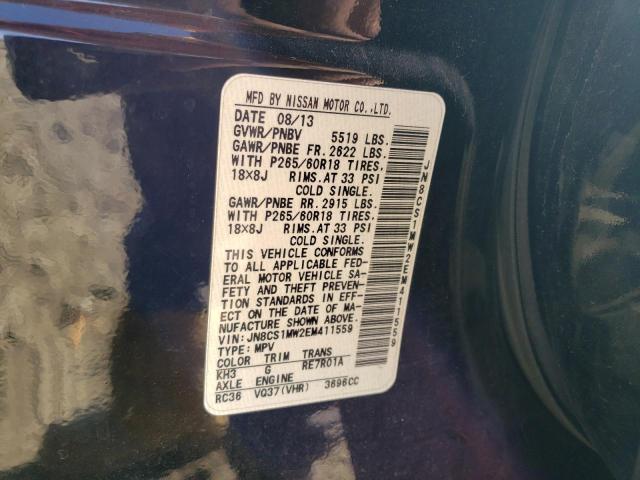 MFD BY NISSAN MOTOR CO.,LTD.
DATE 08/13
GVWR/PNBV 5519 LBS.
GAWR/PNBE FR. 2622 LBS.
WITH P265/60R18 TIRES.
18X8J RIMS.AT 33 PSI
COLD SINGLE.
GAWR/PNBE RR. 2915 LBS.
WITH P265/60R18 TIRES.
18X8J RIMS.AT 33 PSI
COLD SINGLE.
THIS VEHICLE CONFORMS
TO ALL APPLICABLE FED-
ERAL MOTOR VEHICLE SA-
FETY AND THEFT PREVEN-
TION STANDARDS IN EFF-
ECT ON THE DATE OF
MANUFACTURE SHOWN ABOVE.
VIN:JN8CS1MW2EM411559
TYPE:MPV
COLOR TRIM TRANS
KH3 G RE7R01A
AXLE ENGINE
RC36 VQ37(VHR) 3696CC
JN8CS1MW2EM411559